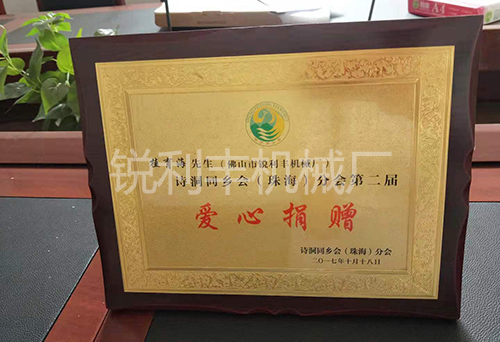 先生（佛山市锐利丰机械厂）
诗洞同乡会（珠海）分会第二届
爱心捐赠
诗洞同乡会（珠海）分会
二〇一七年十月十八日
锐利丰机械厂
A4